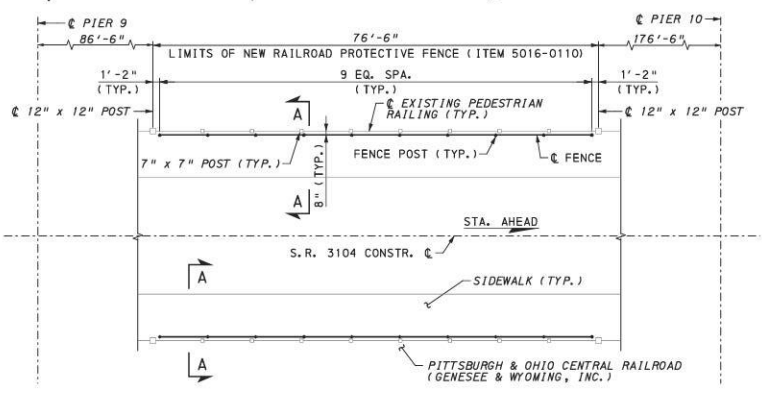 ℄ PIER 9
℄ PIER 10
86'-6"
76'-6"
176'-6"
LIMITS OF NEW RAILROAD PROTECTIVE FENCE (ITEM 5016-0110)
1'-2"
(TYP.)
9 EQ. SPA.
(TYP.)
1'-2"
(TYP.)
℄ 12" x 12" POST
A
℄ EXISTING PEDESTRIAN
RAILING (TYP.)
℄ 12" x 12" POST
7" x 7" POST (TYP.)
8" (TYP.)
FENCE POST (TYP.)
℄ FENCE
A
STA. AHEAD
S.R. 3104 CONSTR. ℄
A
SIDEWALK (TYP.)
A
PITTSBURGH & OHIO CENTRAL RAILROAD
(GENESEE & WYOMING, INC.)